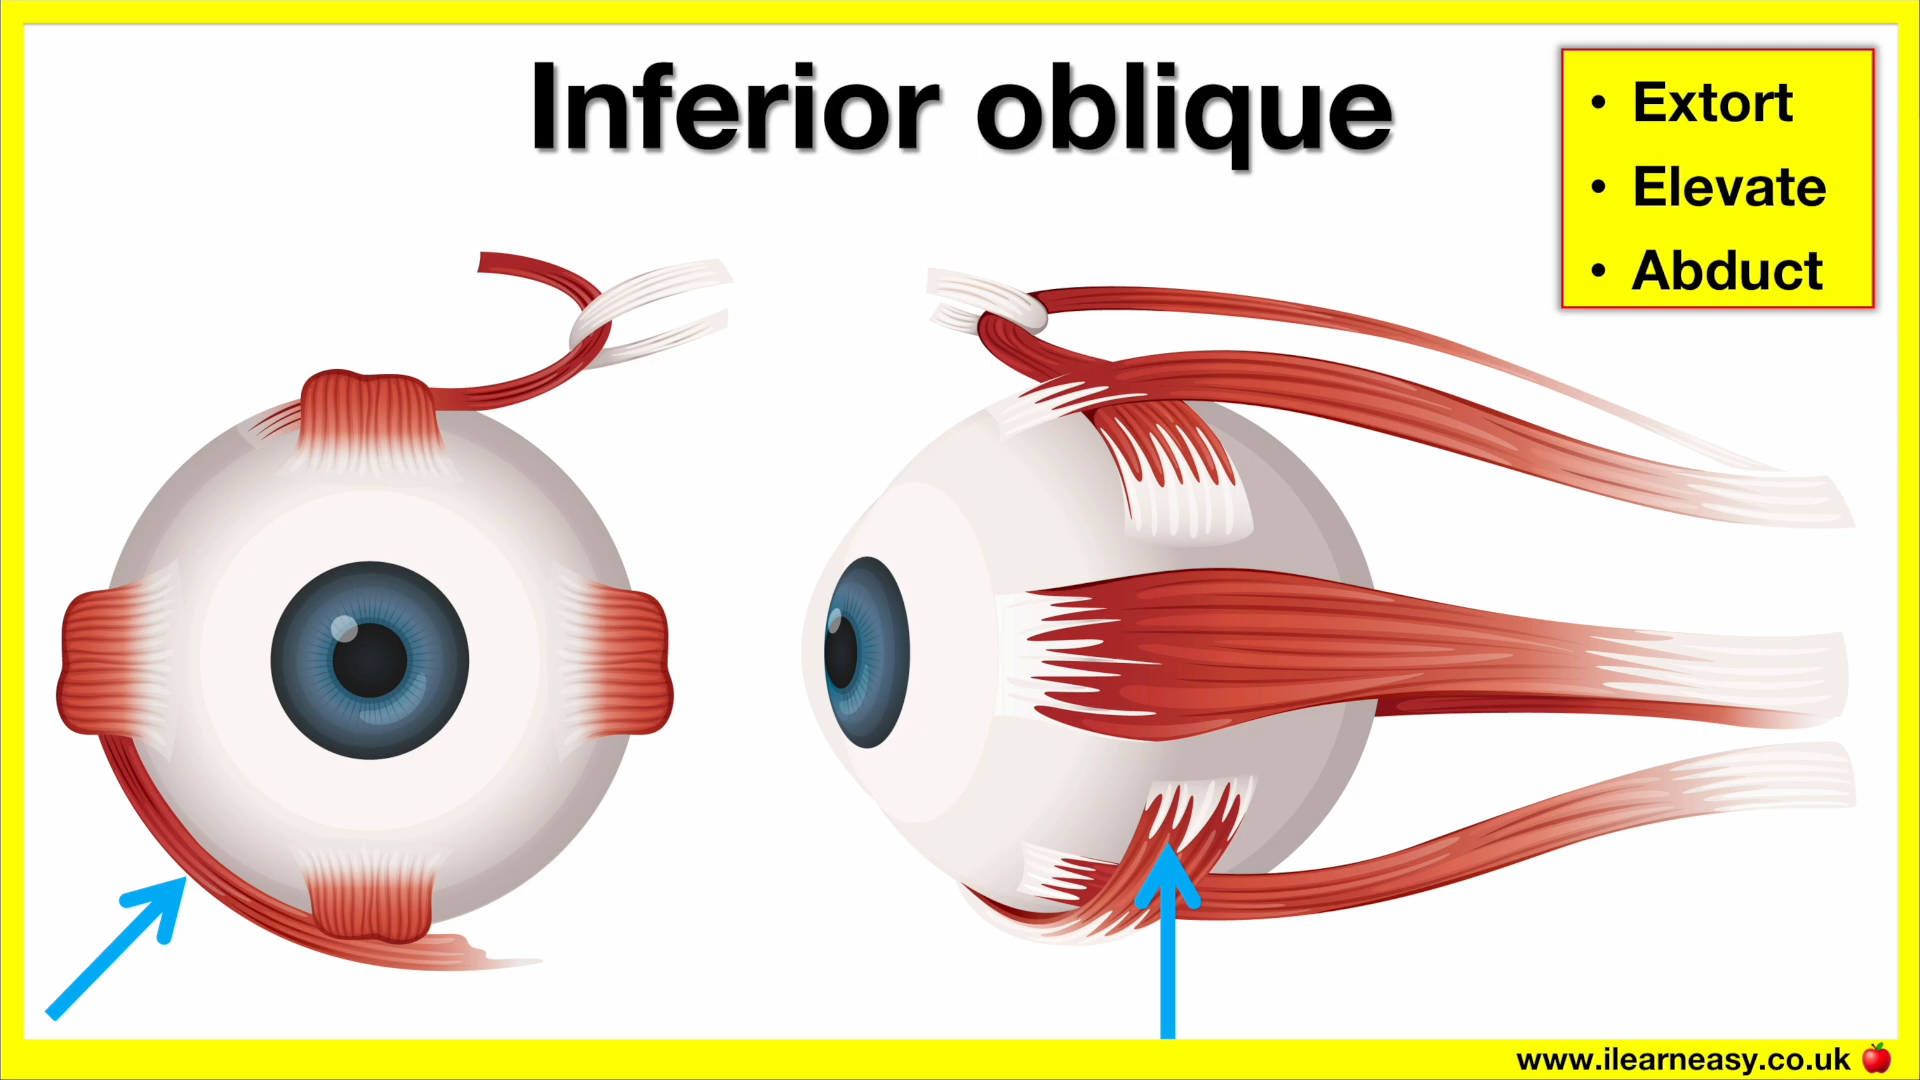 Inferior oblique
• Extort
• Elevate
• Abduct
www.ilearneasy.co.uk